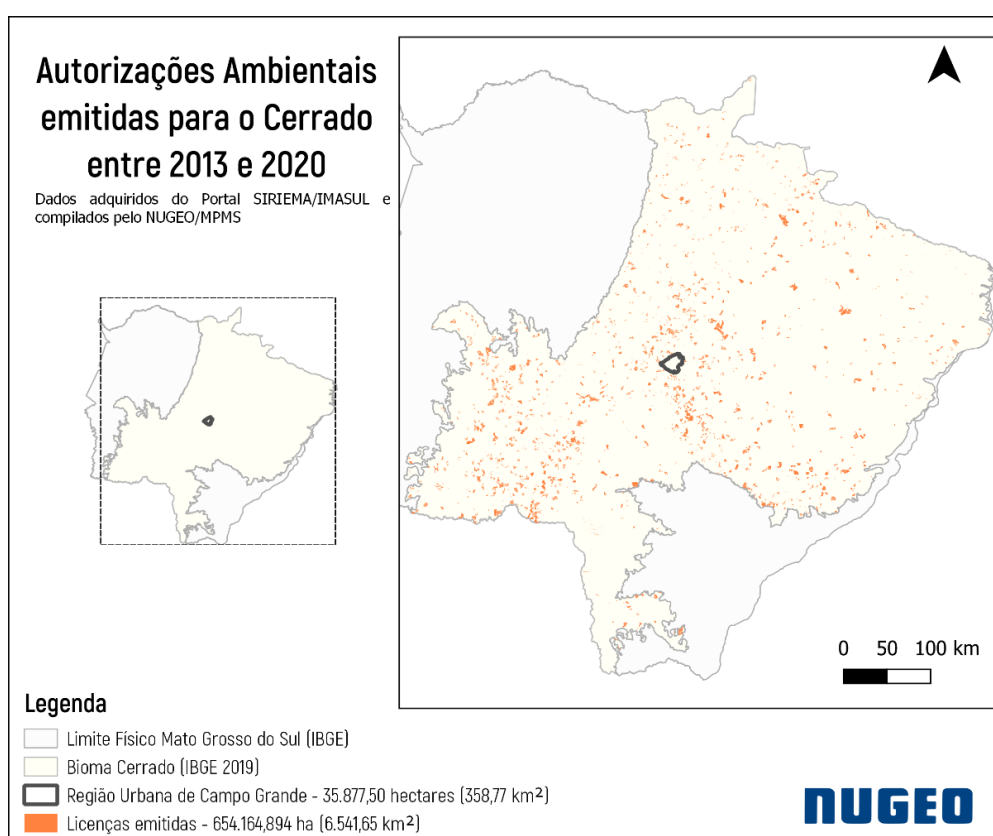 Autorizações Ambientais
emitidas para o Cerrado
entre 2013 e 2020
Dados adquiridos do Portal SIRIEMA/IMASUL e
compilados pelo NUGEO/MPMS
0 50 100 km
Legenda
Limite Físico Mato Grosso do Sul (IBGE)
Bioma Cerrado (IBGE 2019)
Região Urbana de Campo Grande - 35.877,50 hectares (358,77 km²)
Licenças emitidas - 654.164,894 ha (6.541,65 km²)
NUGEO